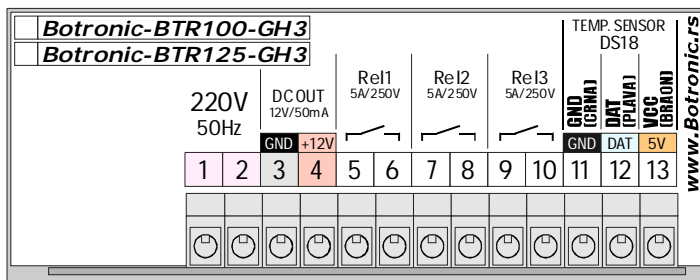 Botronic-BTR100-GH3
Botronic-BTR125-GH3
220V
50Hz
DC OUT
12V/50mA
Rel1
5A/250V
Rel2
5A/250V
Rel3
5A/250V
TEMP. SENSOR
DS18
GND
(CRNA)
DAT
(PLAVA)
VCC
(BRAON)
GND +12V GND DAT 5V
1 2 3 4 5 6 7 8 9 10 11 12 13
www.Botronic.rs